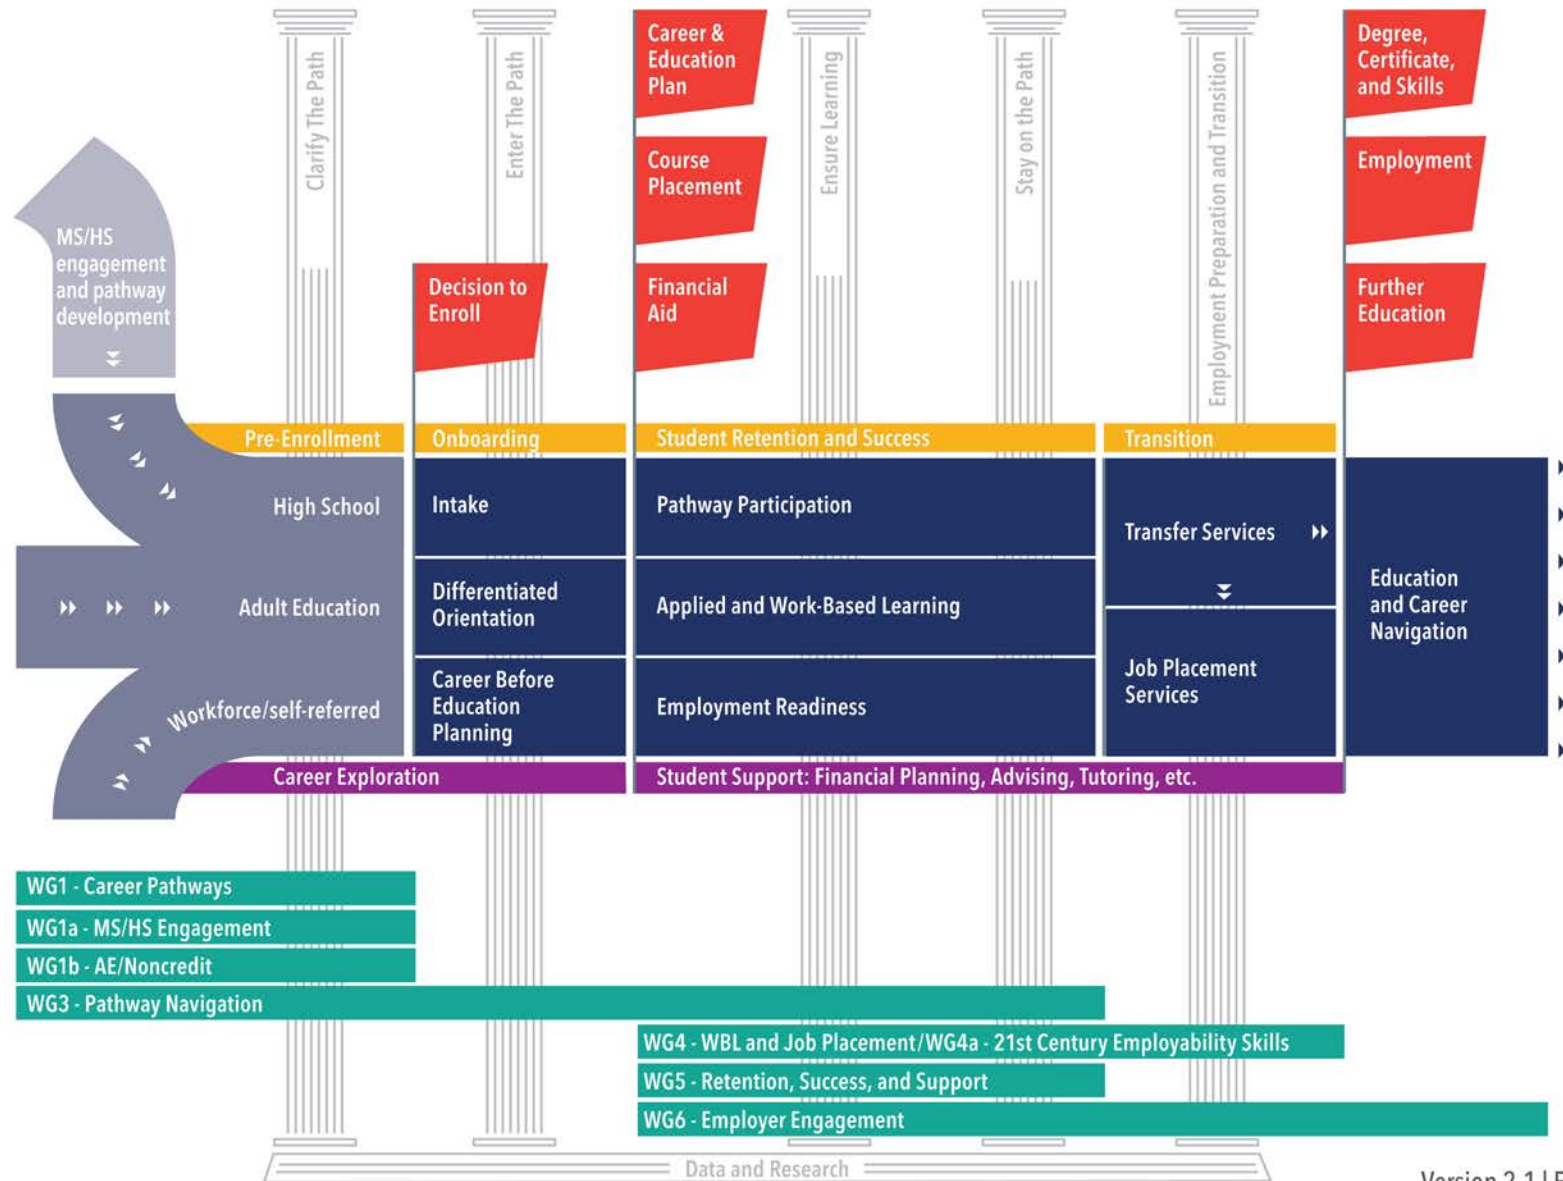 Clarify The Path
Enter The Path
Career &
Education
Plan
Ensure Learning
Stay on the Path
Employment Preparation and Transition
Degree,
Certificate,
and Skills
Course
Placement
Employment
MS/HS
engagement
and pathway
development
Decision to
Enroll
Financial
Aid
Further
Education
Pre-Enrollment
Onboarding
Student Retention and Success
Transition
High School
Adult Education
Workforce/self-referred
Intake
Differentiated
Orientation
Career Before
Education
Planning
Pathway Participation
Applied and Work-Based Learning
Employment Readiness
Transfer Services
Job Placement
Services
Education
and Career
Navigation
Career Exploration
Student Support: Financial Planning, Advising, Tutoring, etc.
WG1 - Career Pathways
WG1a - MS/HS Engagement
WG1b - AE/Noncredit
WG3 - Pathway Navigation
WG4 - WBL and Job Placement/WG4a - 21st Century Employability Skills
WG5 - Retention, Success, and Support
WG6 - Employer Engagement
Data and Research
Version 2.1 |